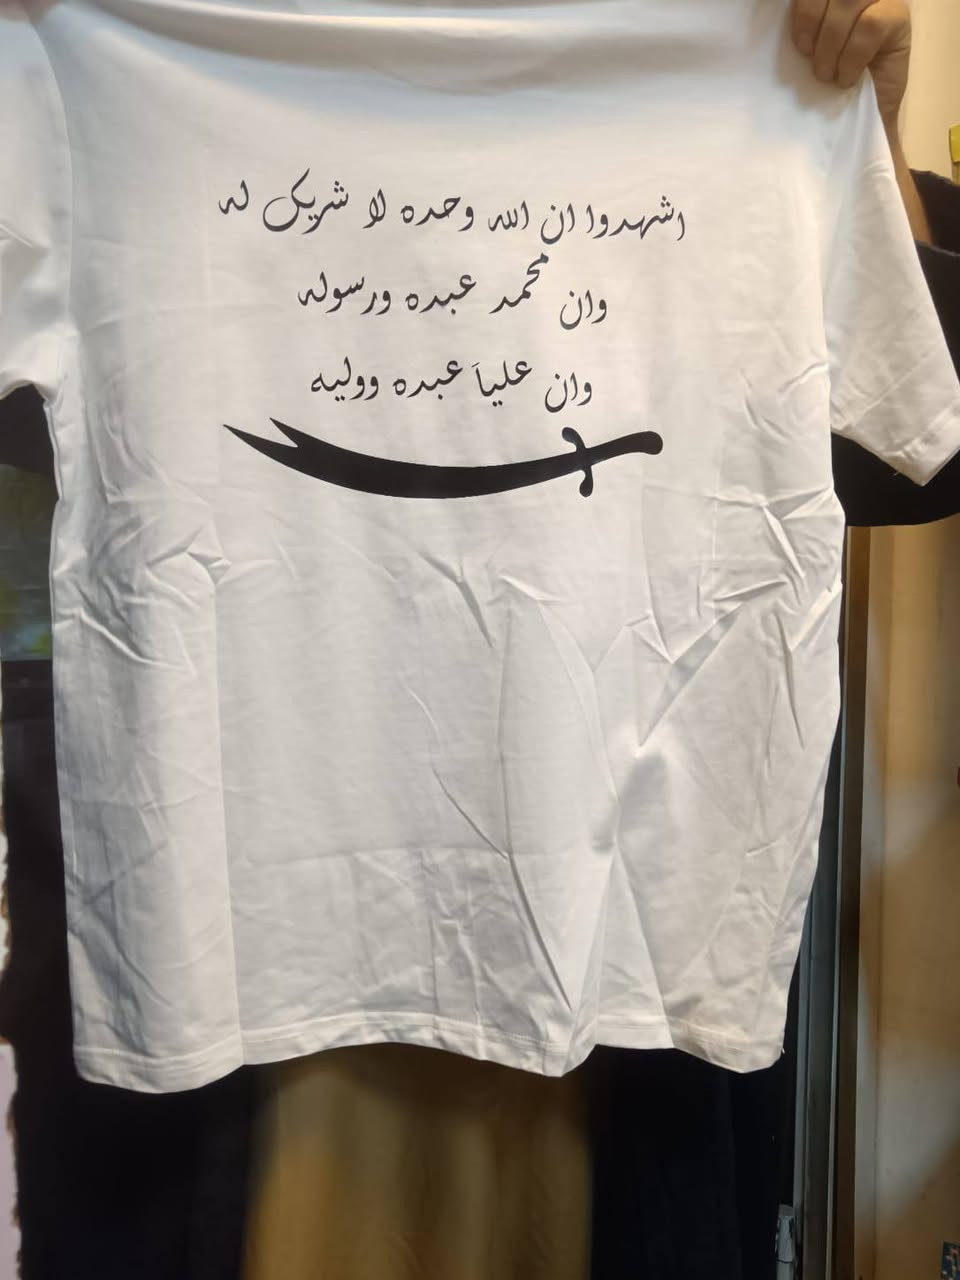 اشهدوا ان الله وحده لا شريك له
وان محمد عبده ورسوله
وان علياَ عبده ووليه